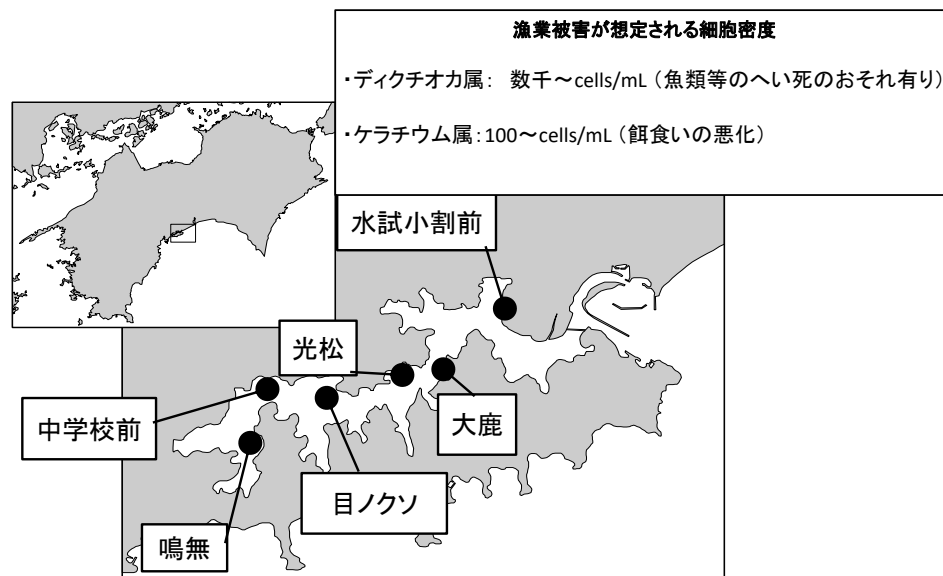 漁業被害が想定される細胞密度
・ディクチオカ属： 数千～cells/mL（魚類等のへい死のおそれ有り）
・ケラチウム属：100～cells/mL（餌食いの悪化）
水試小割前
光松
中学校前
大鹿
目ノクソ
鳴無